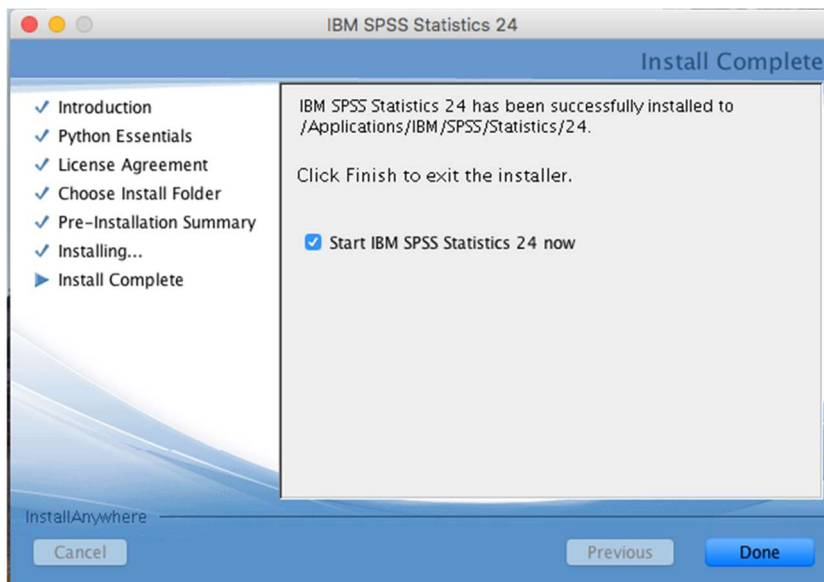 IBM SPSS Statistics 24
Install Complete
Introduction
Python Essentials
License Agreement
Choose Install Folder
Pre-Installation Summary
Installing...
Install Complete
IBM SPSS Statistics 24 has been successfully installed to
/Applications/IBM/SPSS/Statistics/24.
Click Finish to exit the installer.
Start IBM SPSS Statistics 24 now
InstallAnywhere
Cancel
Previous
Done